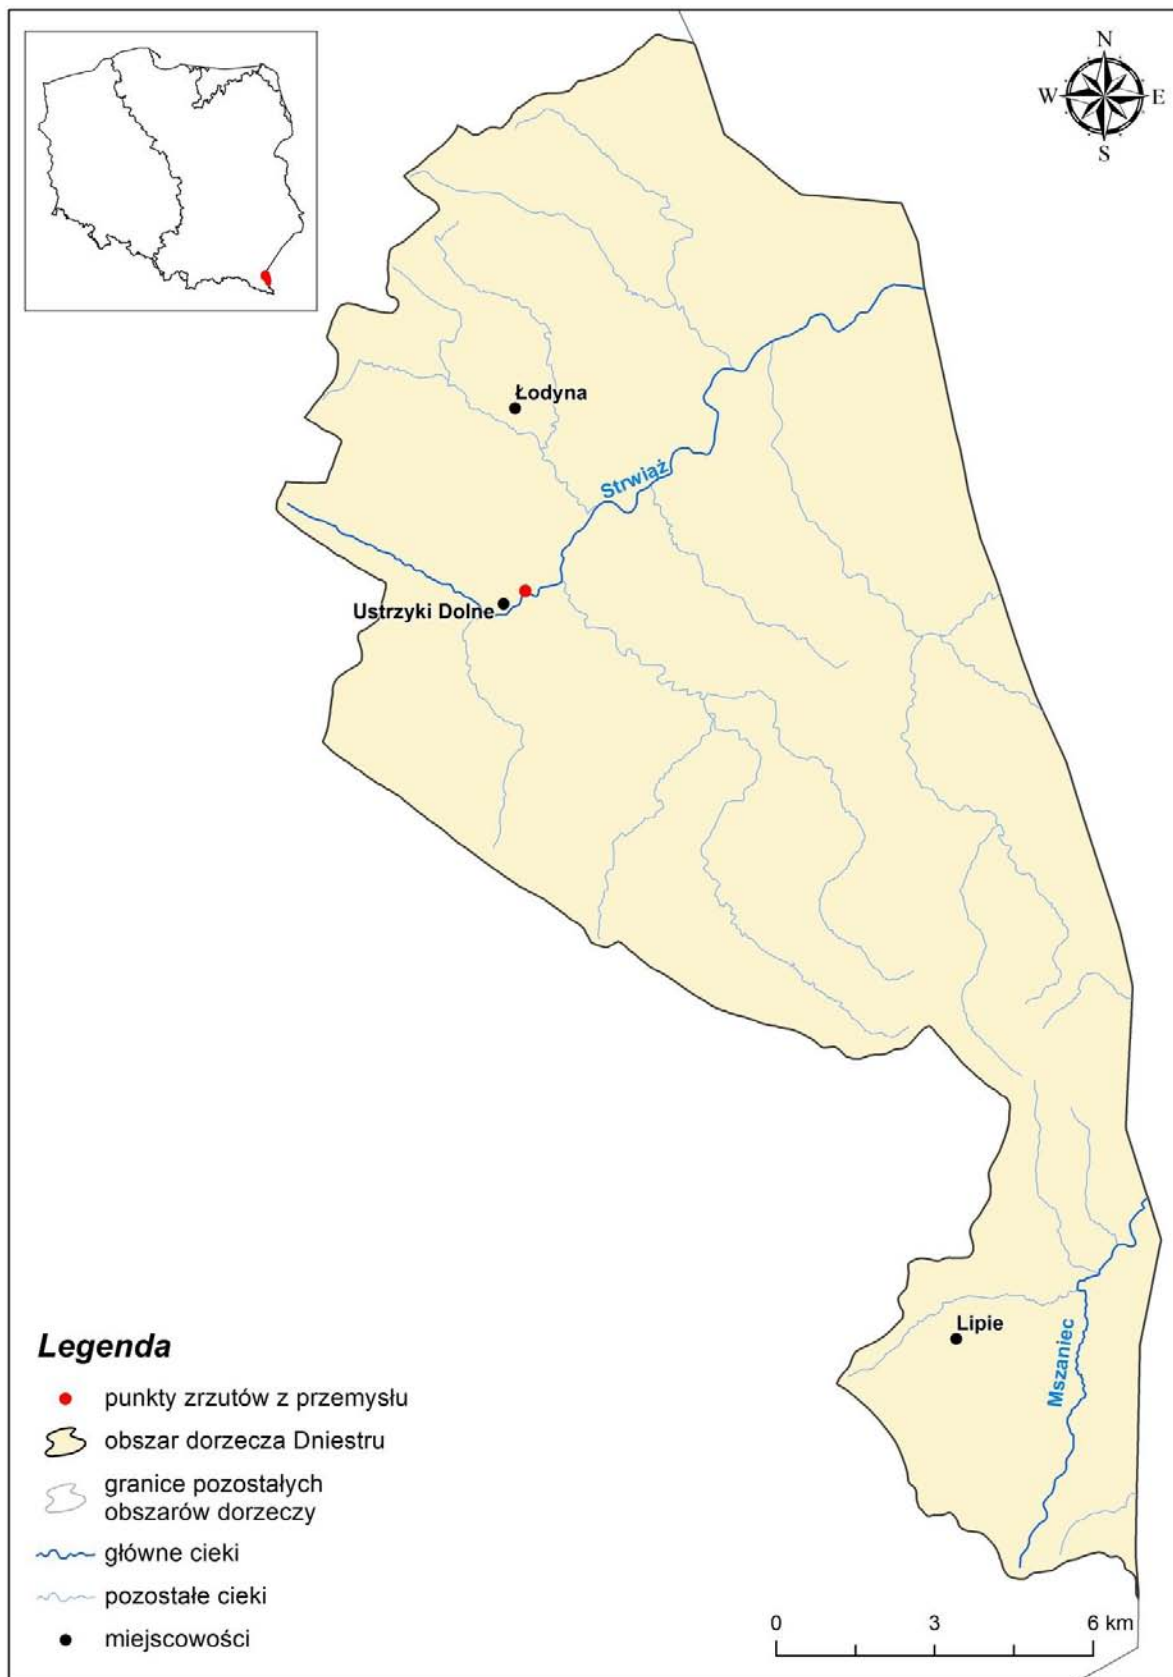 N
W E
S
Łodyna
Strwiąż
Ustrzyki Dolne
Lipie
Mszaniec
Legenda
punkty zrzutów z przemysłu
obszar dorzecza Dniestru
granice pozostałych
obszarów dorzeczy
główne cieki
pozostałe cieki
miejscowości
0 3 6 km